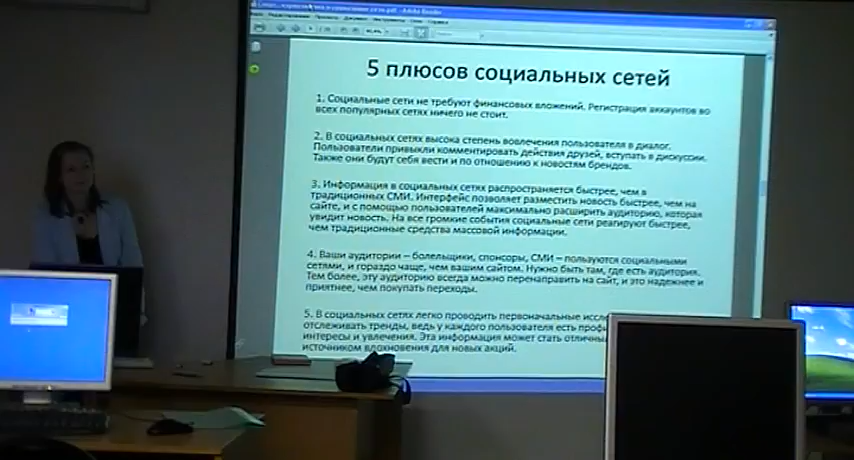 Adobe Reader
5 плюсов социальных сетей
1. Социальные сети не требуют финансовых вложений. Регистрация аккаунтов во
всех популярных сетях ничего не стоит.
2. В социальных сетях высока степень вовлечения пользователя в диалог.
Пользователи привыкли комментировать действия друзей, вступать в дискуссии.
Также они будут себя вести и по отношению к новостям брендов.
3. Информация в социальных сетях распространяется быстрее, чем в
традиционных СМИ. Интерфейс позволяет разместить новость быстрее, чем на
сайте, и с помощью пользователей максимально расширить аудиторию, которая
увидит новость. На все громкие события социальные сети реагируют быстрее,
чем традиционные средства массовой информации.
4. Ваши аудитории – болельщики, спонсоры, СМИ – пользуются социальными
сетями, и гораздо чаще, чем вашим сайтом. Нужно быть там, где есть аудитория.
Тем более, эту аудиторию всегда можно перенаправить на сайт, и это надежнее и
приятнее, чем покупать переходы.
5. В социальных сетях легко проводить первоначальные иссл
отслеживать тренды, ведь у каждого пользователя есть проф
интересы и увлечения. Эта информация может стать отличны
источником вдохновения для новых акций.